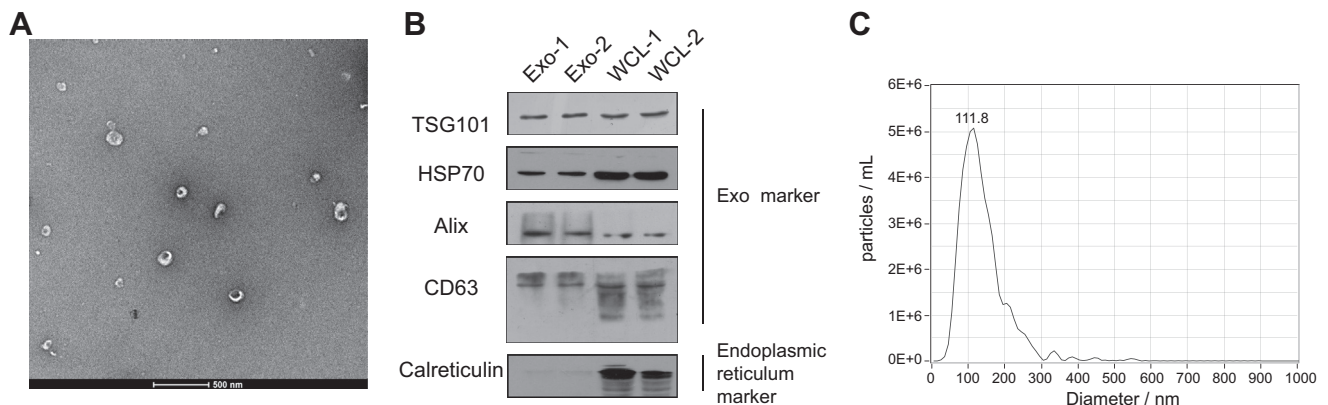 A
500 nm
B
Exo-1
Exo-2
WCL-1
WCL-2
TSG101
HSP70
Alix
CD63
Calreticulin
Exo marker
Endoplasmic
reticulum
marker
C
particles / mL
6E+6
5E+6
4E+6
3E+6
2E+6
1E+6
0E+0
111.8
0 100 200 300 400 500 600 700 800 900 1000
Diameter / nm